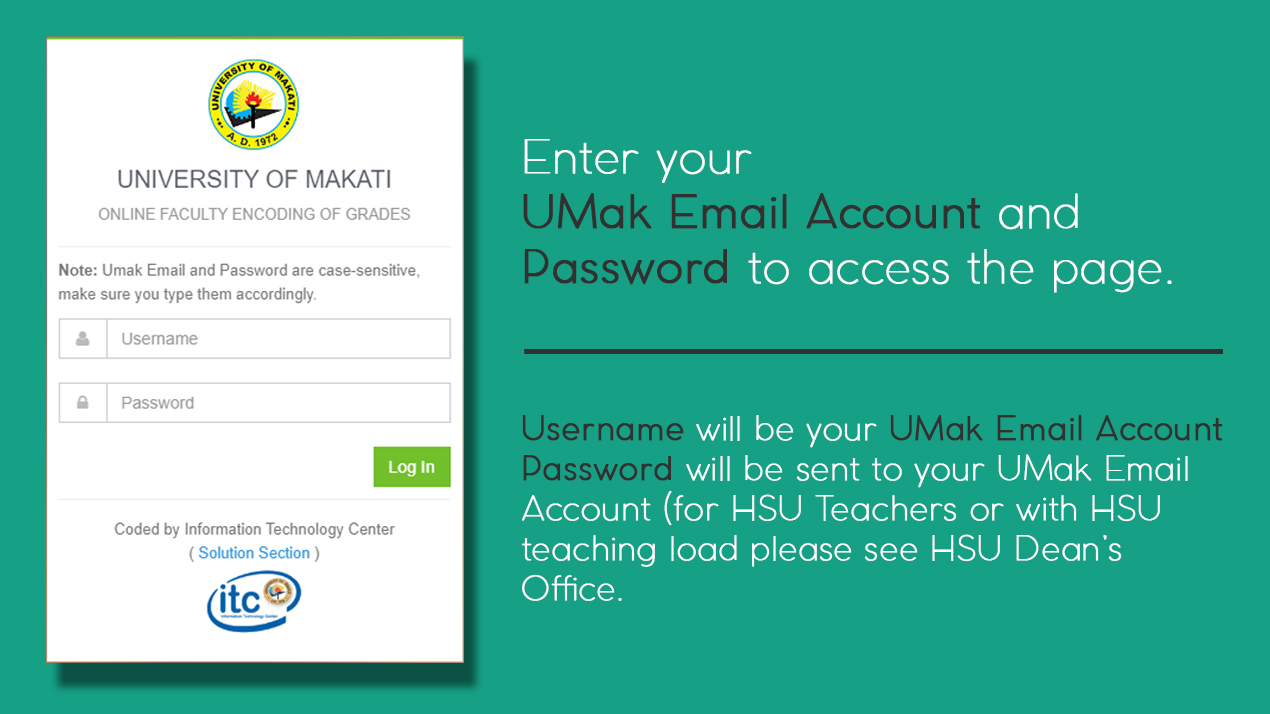 UNIVERSITY OF MAKATI
A. D. 1972
UNIVERSITY OF MAKATI
ONLINE FACULTY ENCODING OF GRADES
Note: Umak Email and Password are case-sensitive,
make sure you type them accordingly.
Username
Password
Log In
Coded by Information Technology Center
( Solution Section )
itc
Information Technology Center
Enter your
UMak Email Account and
Password to access the page.
Username will be your UMak Email Account
Password will be sent to your UMak Email
Account (for HSU Teachers or with HSU
teaching load please see HSU Dean's
Office.